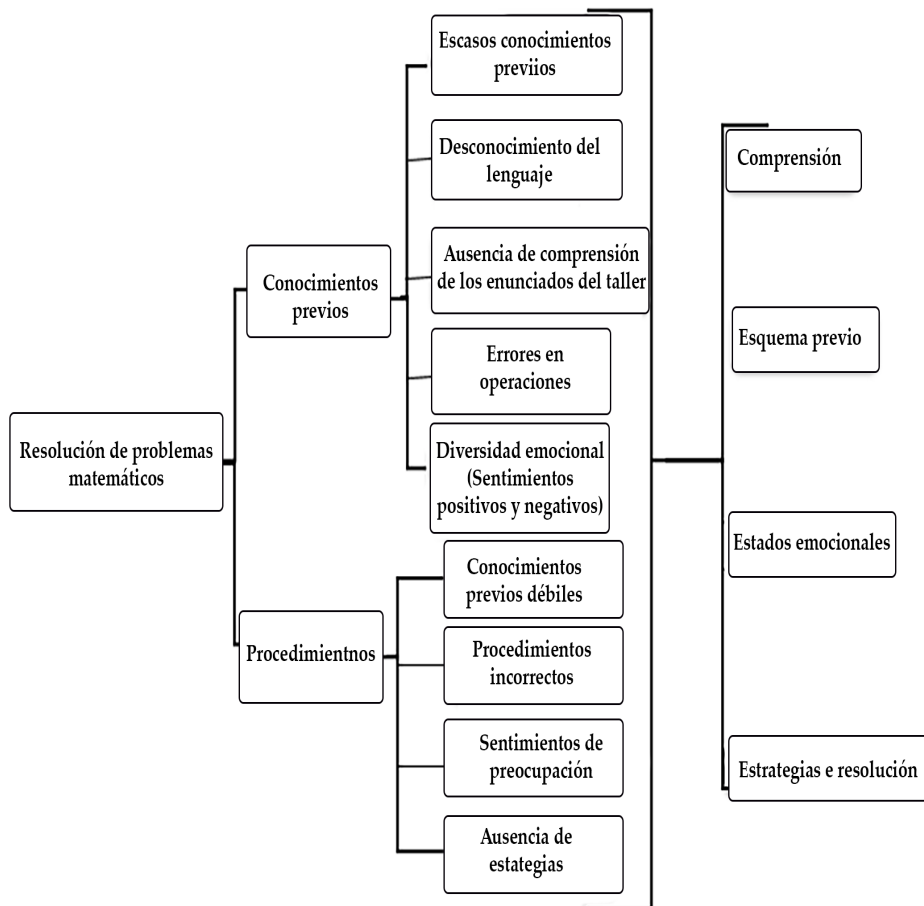 Resolución de problemas
matemáticos
Conocimientos
previos
Escasos conocimientos
previios
Desconocimiento del
lenguaje
Ausencia de comprensión
de los enunciados del taller
Errores en
operaciones
Diversidad emocional
(Sentimientos
positivos y negativos)
Procedimientnos
Conocimientos
previos débiles
Procedimientos
incorrectos
Sentimientos de
preocupación
Ausencia de
estategias
Comprensión
Esquema previo
Estados emocionales
Estrategias e resolución